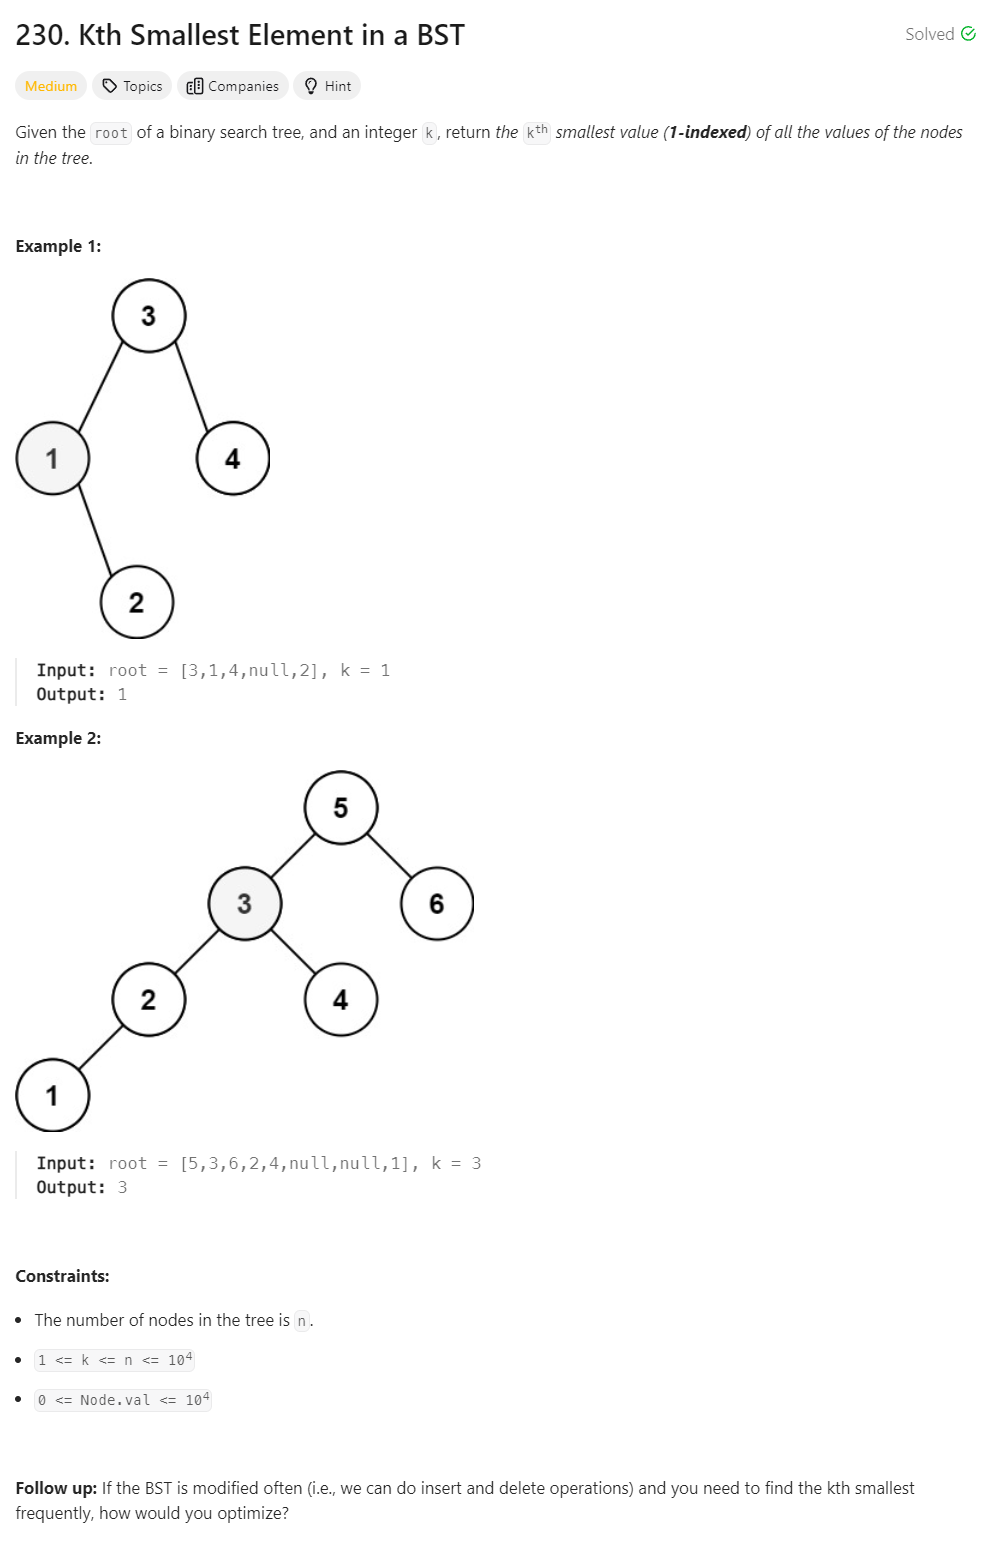 230. Kth Smallest Element in a BST
Solved
Medium Topics Companies Hint
Given the root of a binary search tree, and an integer k, return the kth smallest value (1-indexed) of all the values of the nodes
in the tree.
Example 1:
3
1 4
2
Input: root = [3,1,4,null,2], k = 1
Output: 1
Example 2:
5
3 6
2 4
1
Input: root = [5,3,6,2,4,null,null,1], k = 3
Output: 3
Constraints:
• The number of nodes in the tree is n.
• 1 <= k <= n <= 10⁴
• 0 <= Node.val <= 10⁴
Follow up: If the BST is modified often (i.e., we can do insert and delete operations) and you need to find the kth smallest
frequently, how would you optimize?